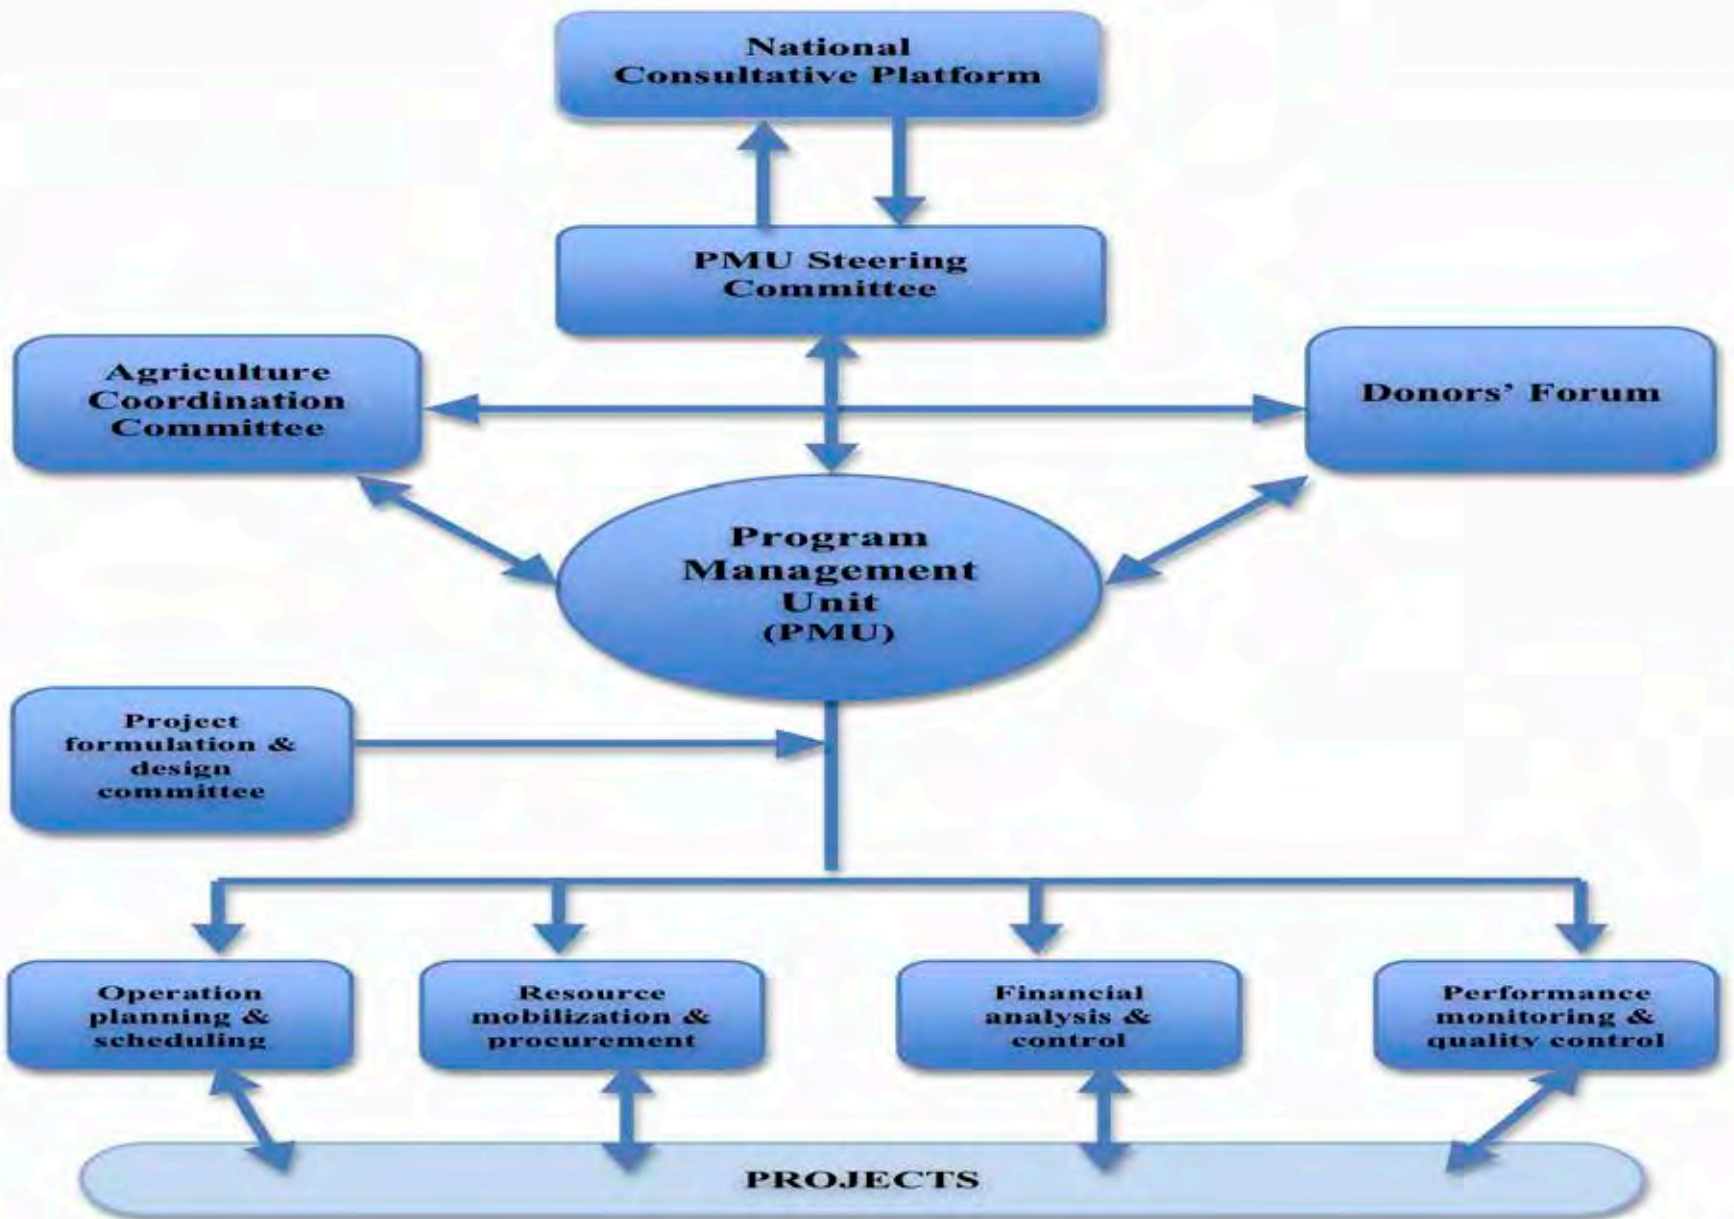 National
Consultative Platform
PMU Steering
Committee
Agriculture
Coordination
Committee
Donors’ Forum
Program
Management
Unit
(PMU)
Project
formulation &
design
committee
Operation
planning &
scheduling
Resource
mobilization &
procurement
Financial
analysis &
control
Performance
monitoring &
quality control
PROJECTS